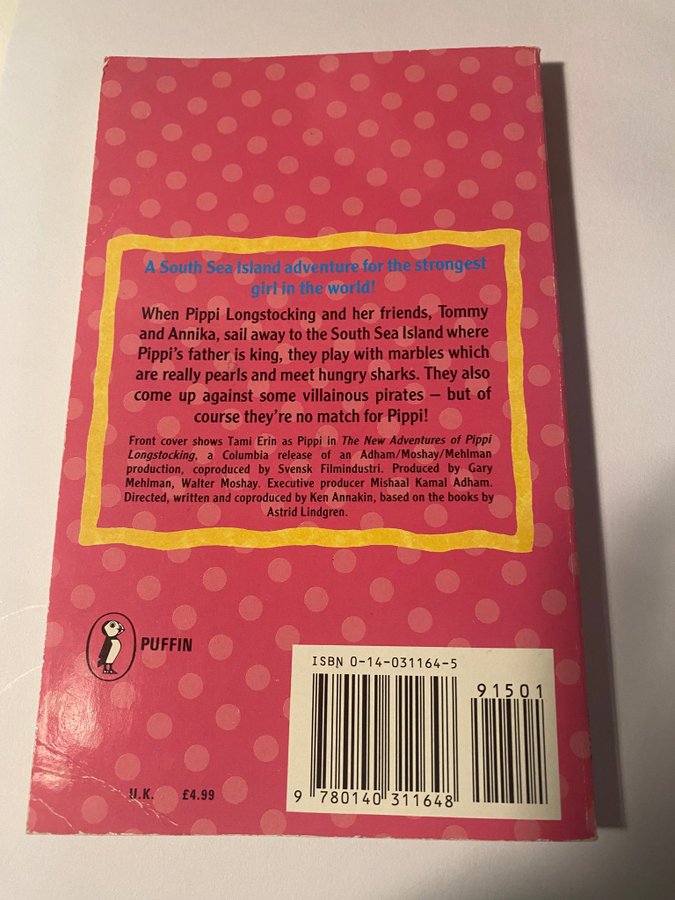 A South Sea Island adventure for the strongest
girl in the world!
When Pippi Longstocking and her friends, Tommy
and Annika, sail away to the South Sea Island where
Pippi's father is king, they play with marbles which
are really pearls and meet hungry sharks. They also
come up against some villainous pirates – but of
course they're no match for Pippi!
Front cover shows Tami Erin as Pippi in The New Adventures of Pippi
Longstocking, a Columbia release of an Adham/Moshay/Mehlman
production, coproduced by Svensk Filmindustri. Produced by Gary
Mehlman, Walter Moshay. Executive producer Mishaal Kamal Adham.
Directed, written and coproduced by Ken Annakin, based on the books by
Astrid Lindgren.
PUFFIN
ISBN 0-14-031164-5
91501
9 780140 311648
U.K. £4.99